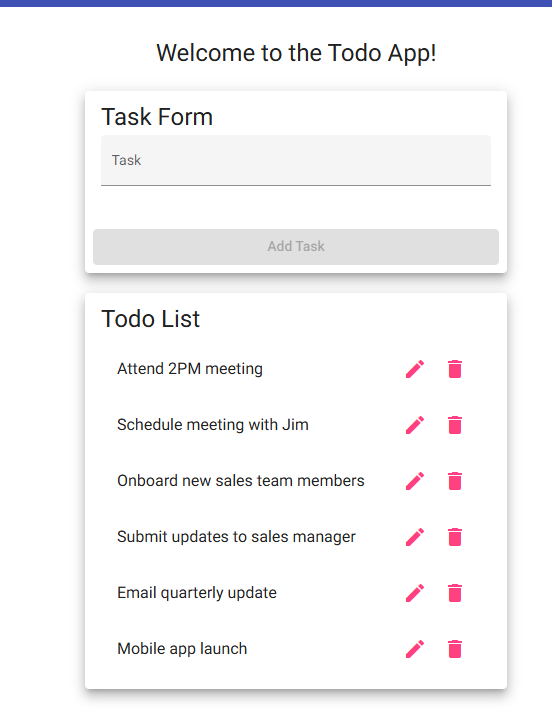 Welcome to the Todo App!
Task Form
Task
Add Task
Todo List
Attend 2PM meeting
Schedule meeting with Jim
Onboard new sales team members
Submit updates to sales manager
Email quarterly update
Mobile app launch